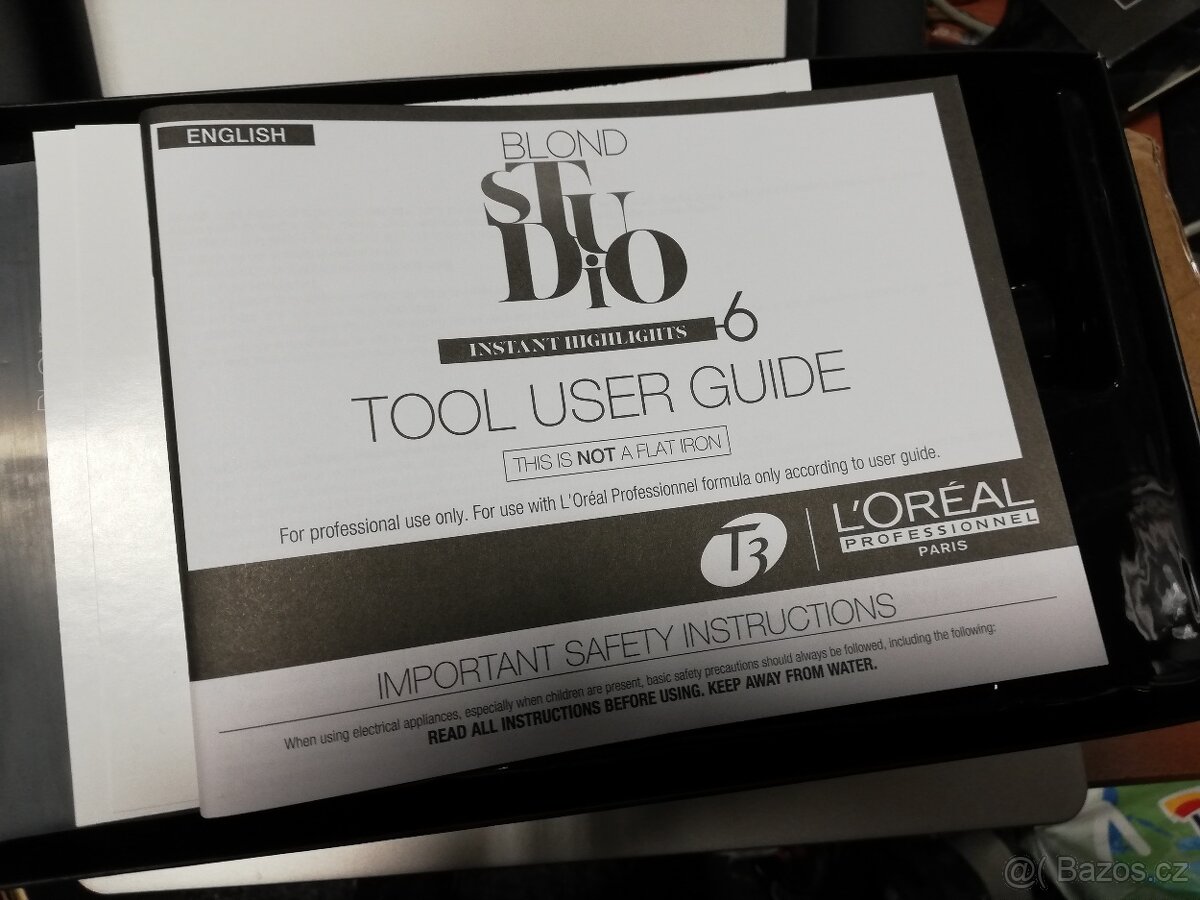 ENGLISH
BLOND
STUDIO
INSTANT HIGHLIGHTS 6
TOOL USER GUIDE
THIS IS NOT A FLAT IRON
For professional use only. For use with L'Oréal Professionnel formula only according to user guide.
T3
L'ORÉAL
PROFESSIONNEL
PARIS
IMPORTANT SAFETY INSTRUCTIONS
When using electrical appliances, especially when children are present, basic safety precautions should always be followed, including the following:
READ ALL INSTRUCTIONS BEFORE USING. KEEP AWAY FROM WATER.
@( Bazos.cz